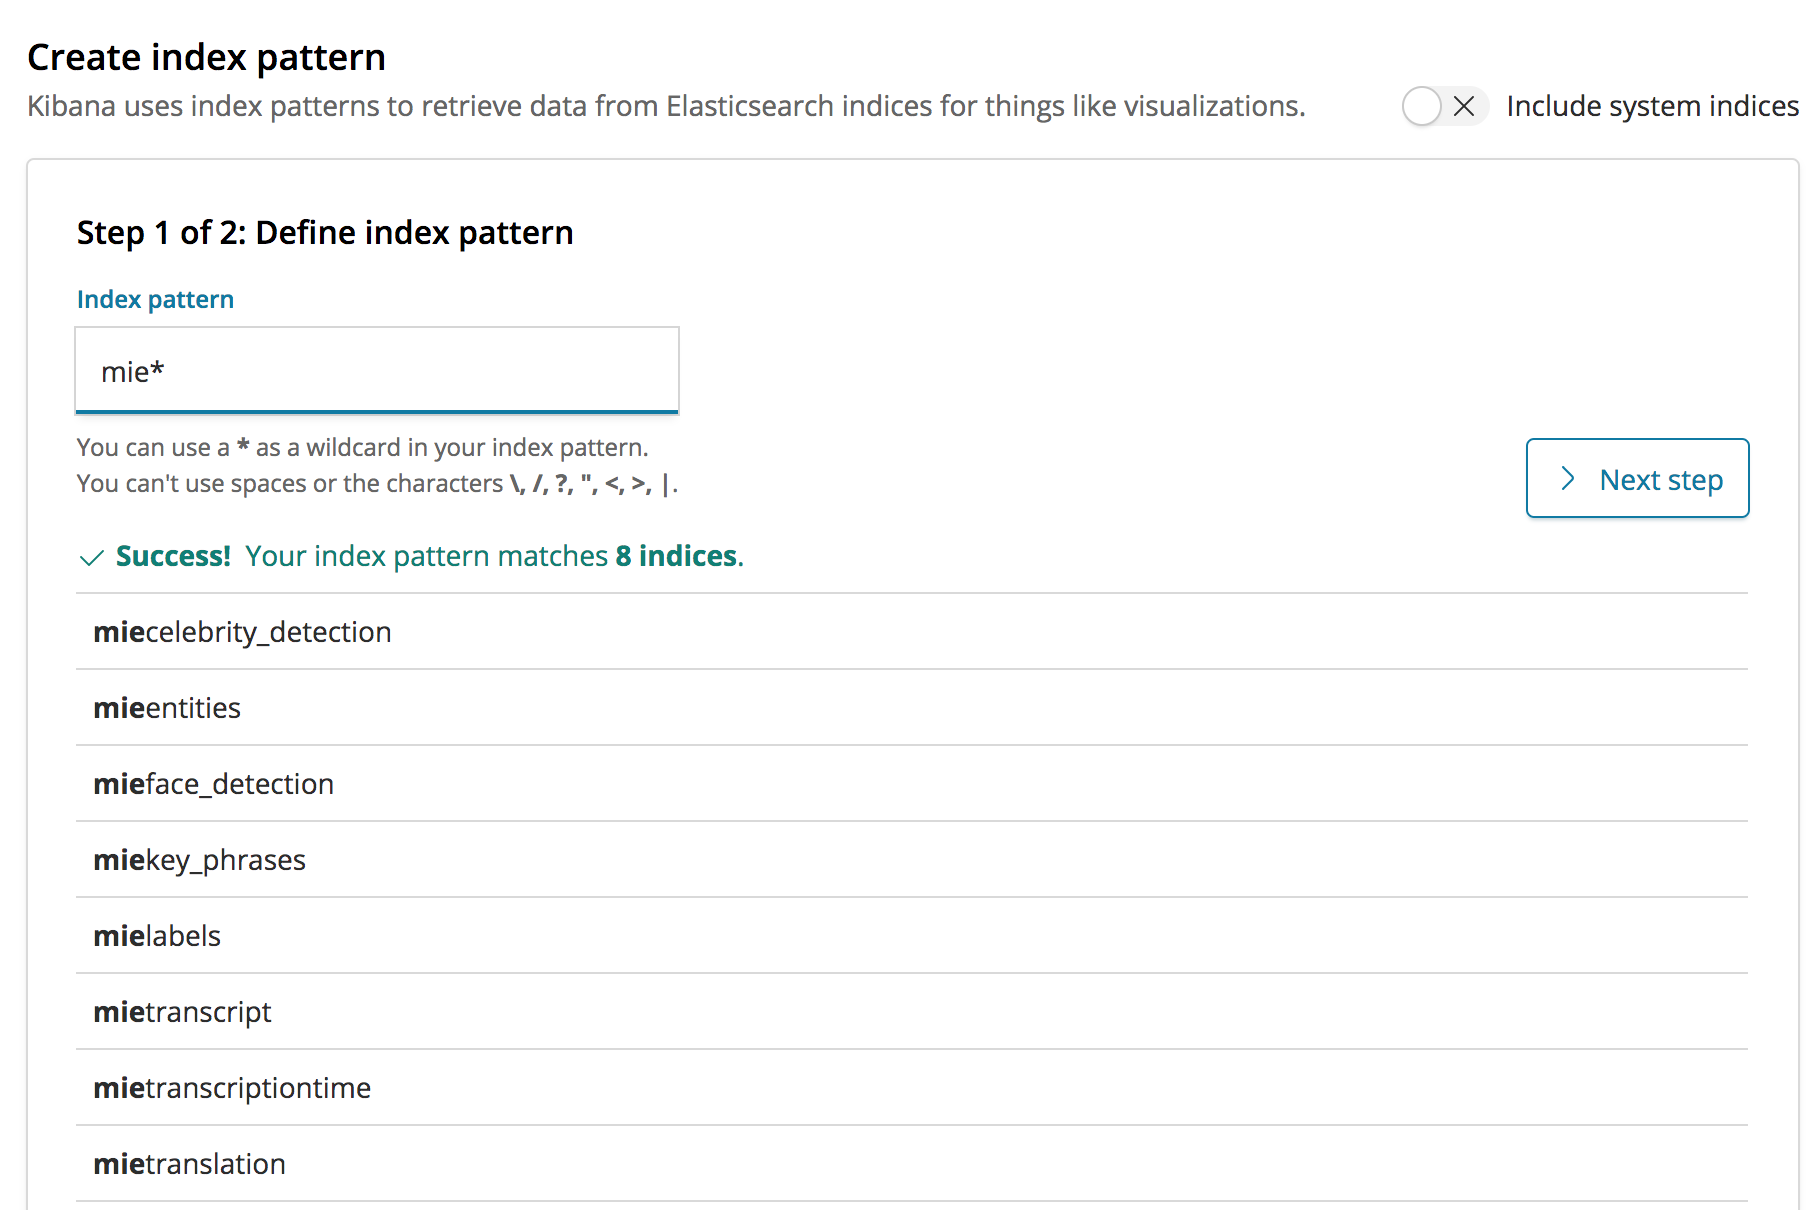 Create index pattern
Kibana uses index patterns to retrieve data from Elasticsearch indices for things like visualizations.
Include system indices
Step 1 of 2: Define index pattern
Index pattern
mie*
You can use a * as a wildcard in your index pattern.
You can't use spaces or the characters \, /, ?, ", <, >, |.
Next step
Success! Your index pattern matches 8 indices.
miecelebrity_detection
mieentities
mieface_detection
miekey_phrases
mielabels
mietranscript
mietranscriptiontime
mietranslation